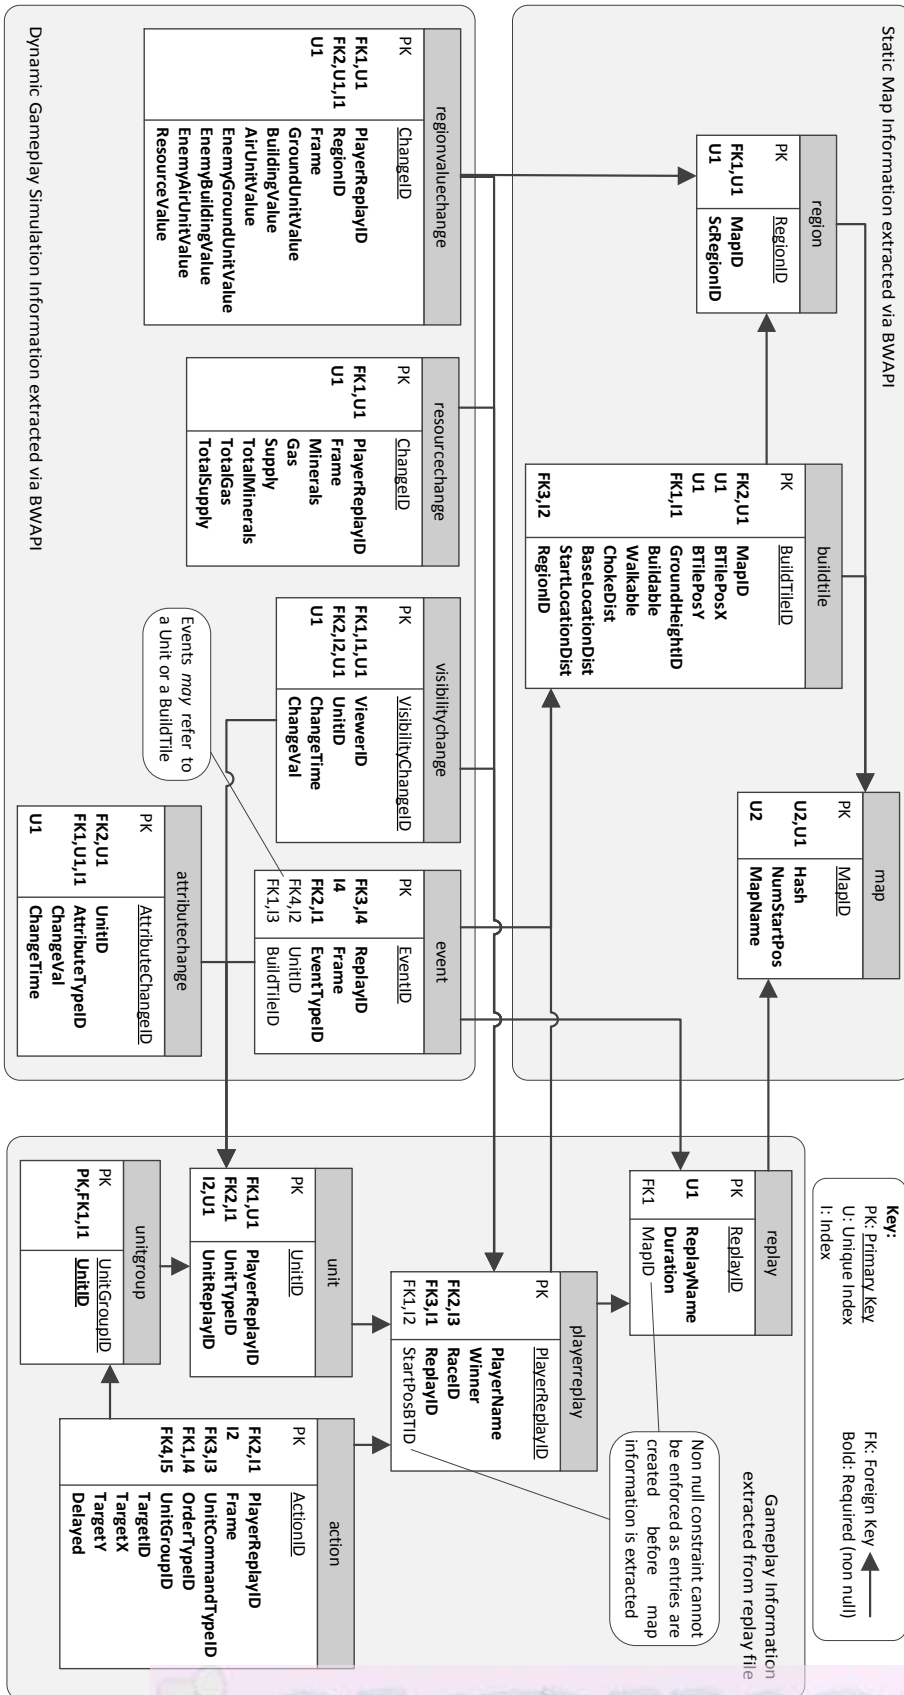 Static Map Information extracted via BWAPI
region
PK RegionID
FK1,U1 MapID
U1 ScRegionID
buildtile
PK BuildTileID
FK2,U1 MapID
U1 BTilePosX
U1 BTilePosY
FK1,I1 GroundHeightID
Buildable
Walkable
ChokeDist
BaseLocationDist
StartLocationDist
FK3,I2 RegionID
map
PK MapID
U2,U1 Hash
NumStartPos
U2 MapName
Key:
PK: Primary Key
U: Unique Index
I: Index
FK: Foreign Key
Bold: Required (non null)
regionvaluechange
PK ChangeID
FK1,U1 PlayerReplayID
FK2,U1,I1 RegionID
U1 Frame
GroundUnitValue
BuildingValue
AirUnitValue
EnemyGroundUnitValue
EnemyBuildingValue
EnemyAirUnitValue
ResourceValue
resourcechange
PK ChangeID
FK1,U1 PlayerReplayID
U1 Frame
Minerals
Gas
Supply
TotalMinerals
TotalGas
TotalSupply
visibilitychange
PK VisibilityChangeID
FK1,I1,U1 ViewerID
FK2,I2,U1 UnitID
U1 ChangeTime
ChangeVal
event
PK EventID
FK3,I4 ReplayID
I4 Frame
FK2,I1 EventTypeID
FK4,I2 UnitID
FK1,I3 BuildTileID
Events may refer to
a Unit or a BuildTile
attributechange
PK AttributeChangeID
FK2,U1 UnitID
FK1,U1,I1 AttributeTypeID
ChangeVal
U1 ChangeTime
Dynamic Gameplay Simulation Information extracted via BWAPI
Gameplay Information
extracted from replay file
replay
PK ReplayID
U1 ReplayName
Duration
FK1 MapID
Non null constraint cannot
be enforced as entries are
created before map
information is extracted
playerreplay
PK PlayerReplayID
PlayerName
Winner
FK2,I3 RaceID
FK3,I1 ReplayID
FK1,I2 StartPosBTID
unit
PK UnitID
FK1,U1 PlayerReplayID
FK2,I1 UnitTypeID
I2,U1 UnitReplayID
unitgroup
PK UnitGroupID
PK,FK1,I1 UnitID
action
PK ActionID
FK2,I1 PlayerReplayID
I2 Frame
FK3,I3 UnitCommandTypeID
FK1,I4 OrderTypeID
FK4,I5 UnitGroupID
TargetID
TargetX
TargetY
Delayed